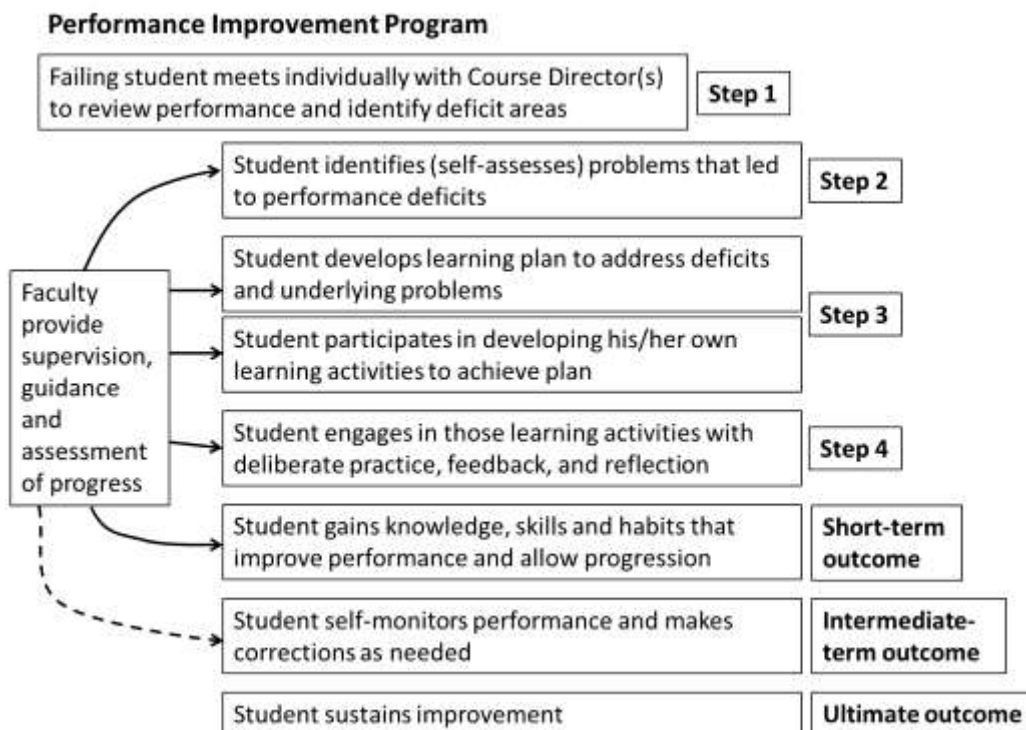 Performance Improvement Program
Failing student meets individually with Course Director(s)
to review performance and identify deficit areas
Step 1
Student identifies (self-assesses) problems that led
to performance deficits
Step 2
Student develops learning plan to address deficits
and underlying problems
Student participates in developing his/her own
learning activities to achieve plan
Step 3
Faculty
provide
supervision,
guidance
and
assessment
of progress
Student engages in those learning activities with
deliberate practice, feedback, and reflection
Step 4
Student gains knowledge, skills and habits that
improve performance and allow progression
Short-term
outcome
Student self-monitors performance and makes
corrections as needed
Intermediate-
term outcome
Student sustains improvement
Ultimate outcome